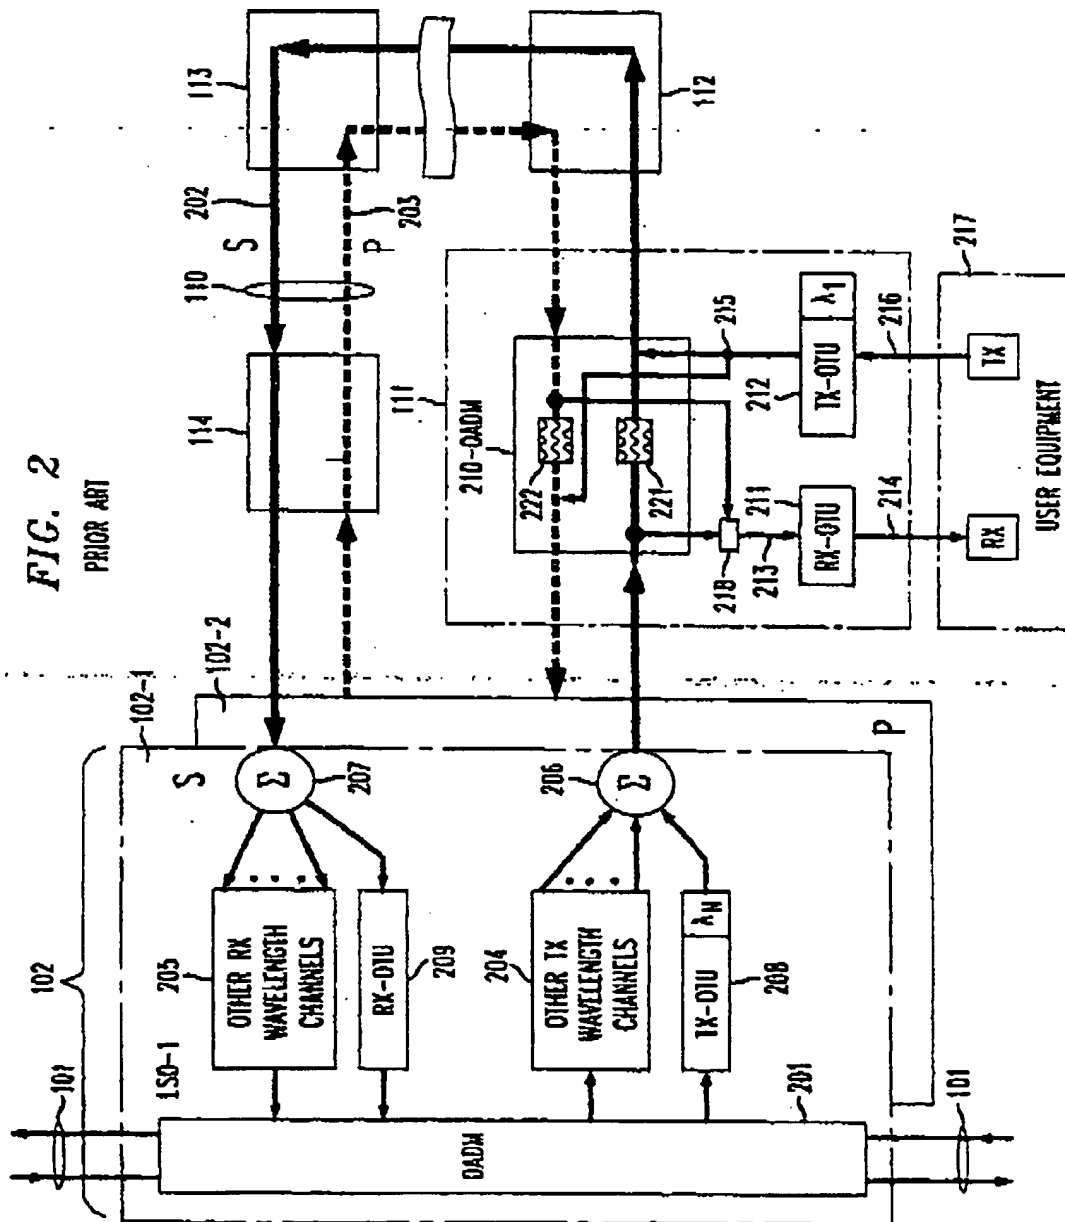 FIG. 2
PRIOR ART
101
102
102-1
102-2
LSO-1
S
205
OTHER RX
WAVELENGTH
CHANNELS
207
Σ
RX-OTU
209
114
110
S
202
113
P
203
OADM
204
OTHER TX
WAVELENGTH
CHANNELS
206
Σ
TX-OTU
λN
208
201
101
P
111
210-OADM
222
221
112
218
213
215
211
RX-OTU
212
TX-OTU
λ1
214
216
217
RX
TX
USER EQUIPMENT